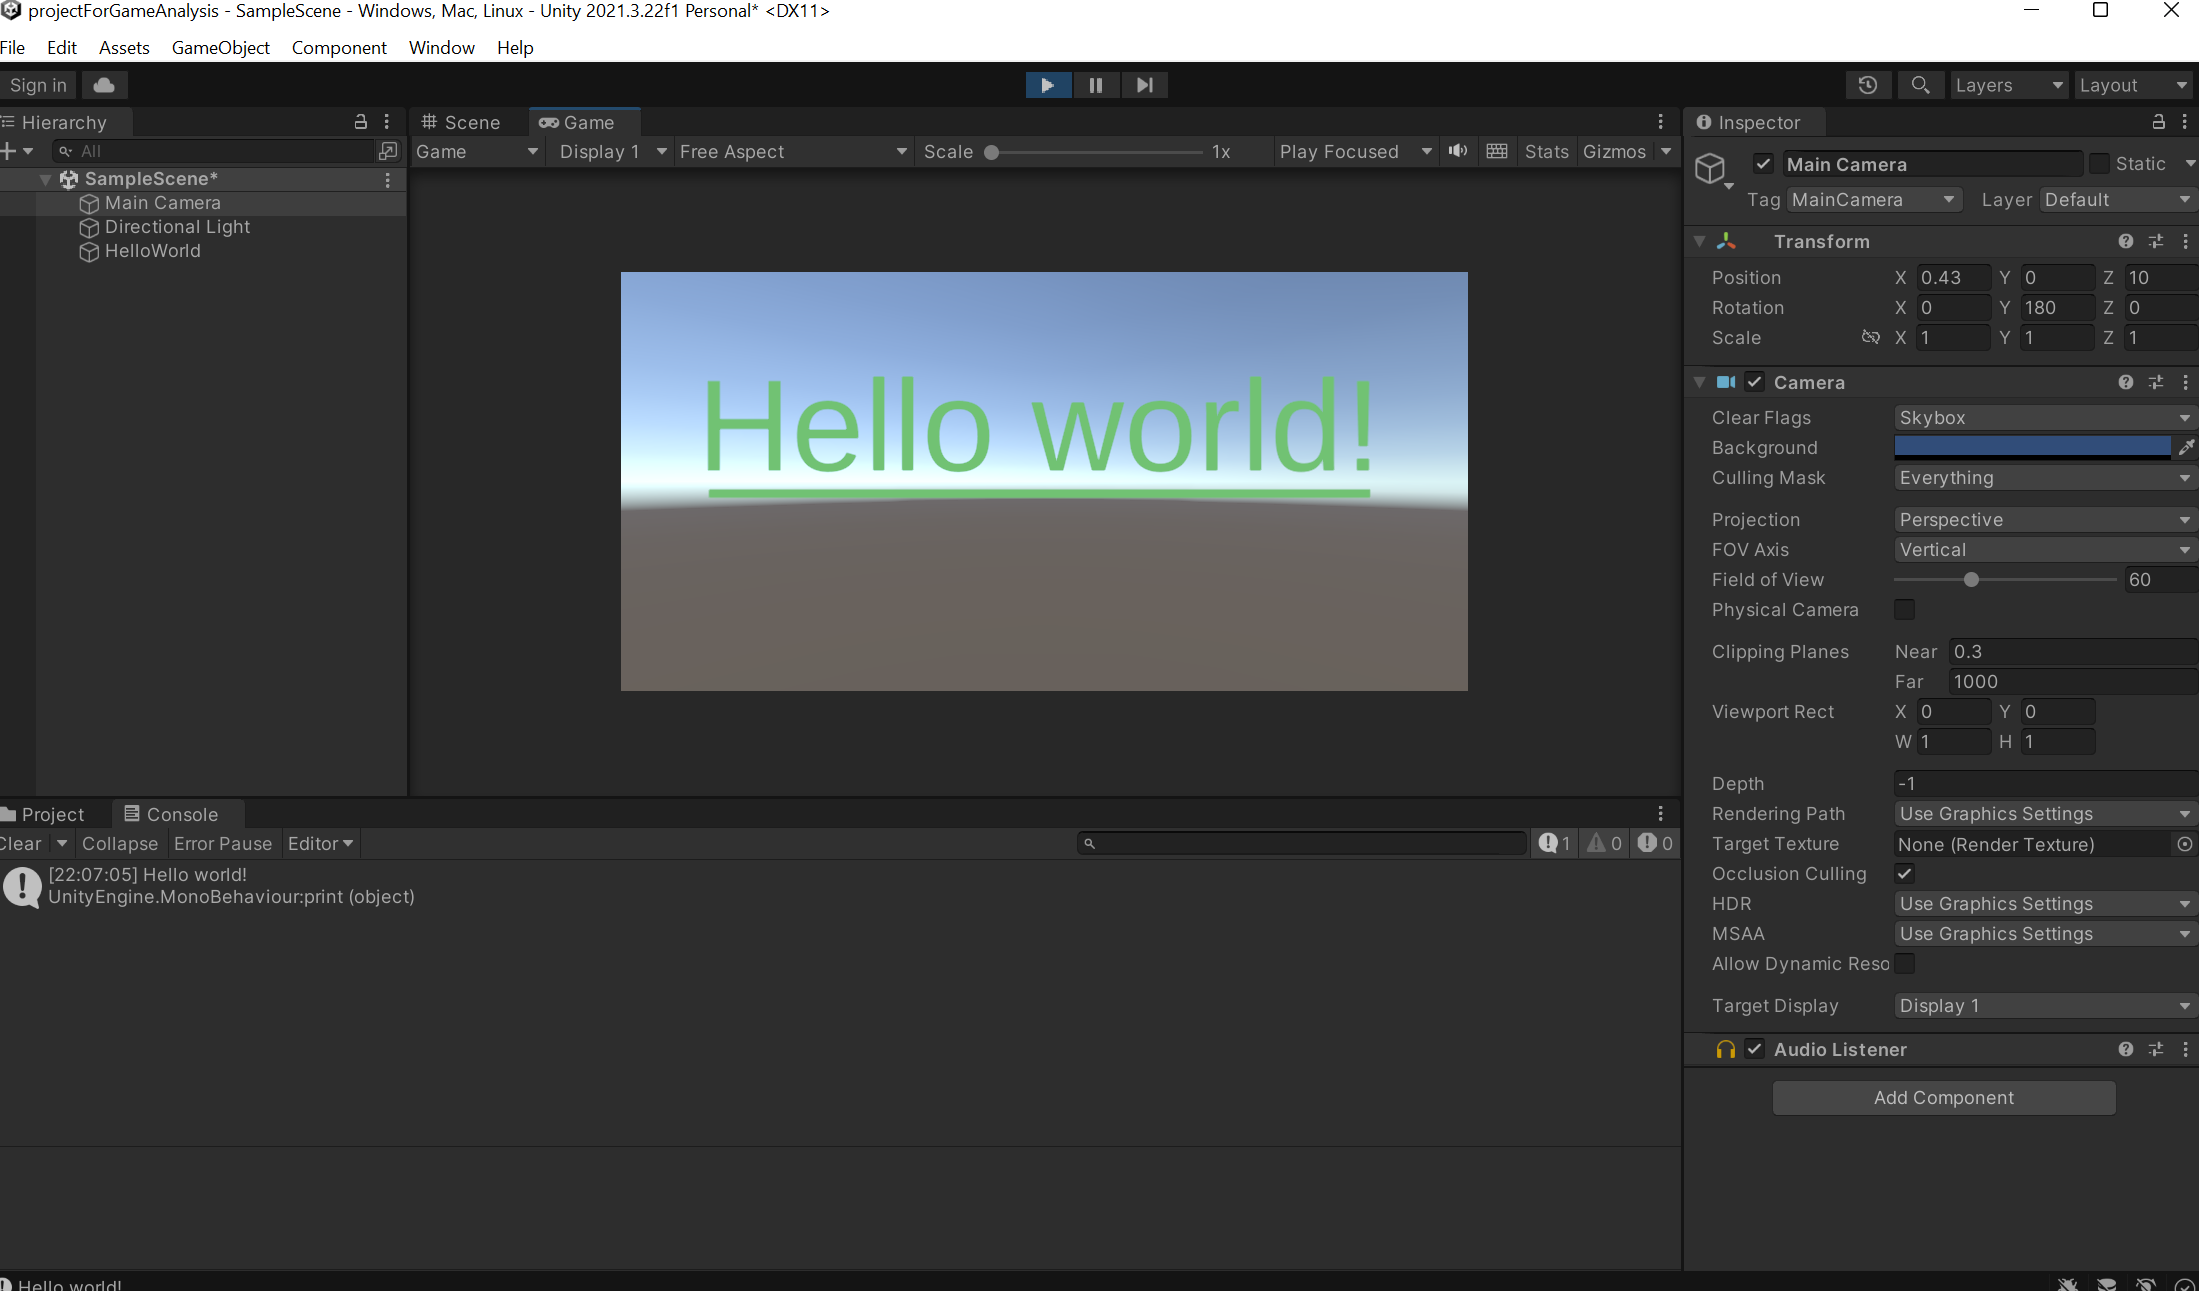 projectForGameAnalysis - SampleScene - Windows, Mac, Linux - Unity 2021.3.22f1 Personal* <DX11>
File Edit Assets GameObject Component Window Help
Sign in Layers Layout
Hierarchy
All
SampleScene*
Main Camera
Directional Light
HelloWorld
Scene Game
Game Display 1 Free Aspect Scale 1x Play Focused Stats Gizmos
Hello world!
Project Console
Clear Collapse Error Pause Editor 1 0 0
[22:07:05] Hello world!
UnityEngine.MonoBehaviour:print (object)
Inspector
Main Camera Static
Tag MainCamera Layer Default
Transform
Position X 0.43 Y 0 Z 10
Rotation X 0 Y 180 Z 0
Scale X 1 Y 1 Z 1
Camera
Clear Flags Skybox
Background
Culling Mask Everything
Projection Perspective
FOV Axis Vertical
Field of View 60
Physical Camera
Clipping Planes Near 0.3
Far 1000
Viewport Rect X 0 Y 0
W 1 H 1
Depth -1
Rendering Path Use Graphics Settings
Target Texture None (Render Texture)
Occlusion Culling
HDR Use Graphics Settings
MSAA Use Graphics Settings
Allow Dynamic Reso
Target Display Display 1
Audio Listener
Add Component
Hello world!